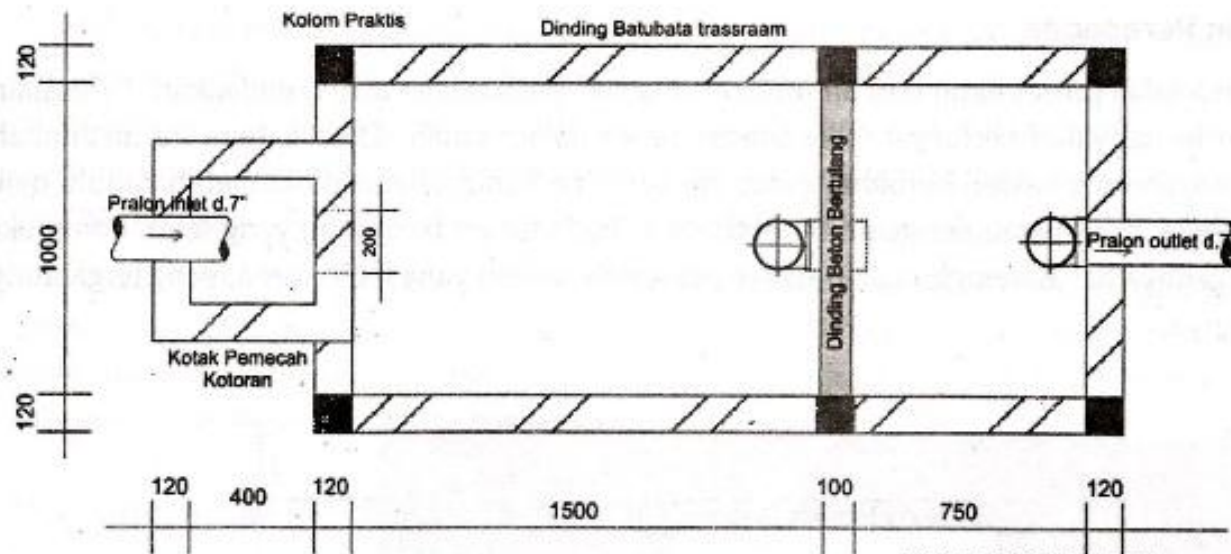 Kolom Praktis
Dinding Batubata trassraam
120
Pralon inlet d.7"
1000
200
Dinding Beton Bertulang
Pralon outlet d.
Kotak Pemecah
Kotoran
120
120
400
120
1500
100
750
120